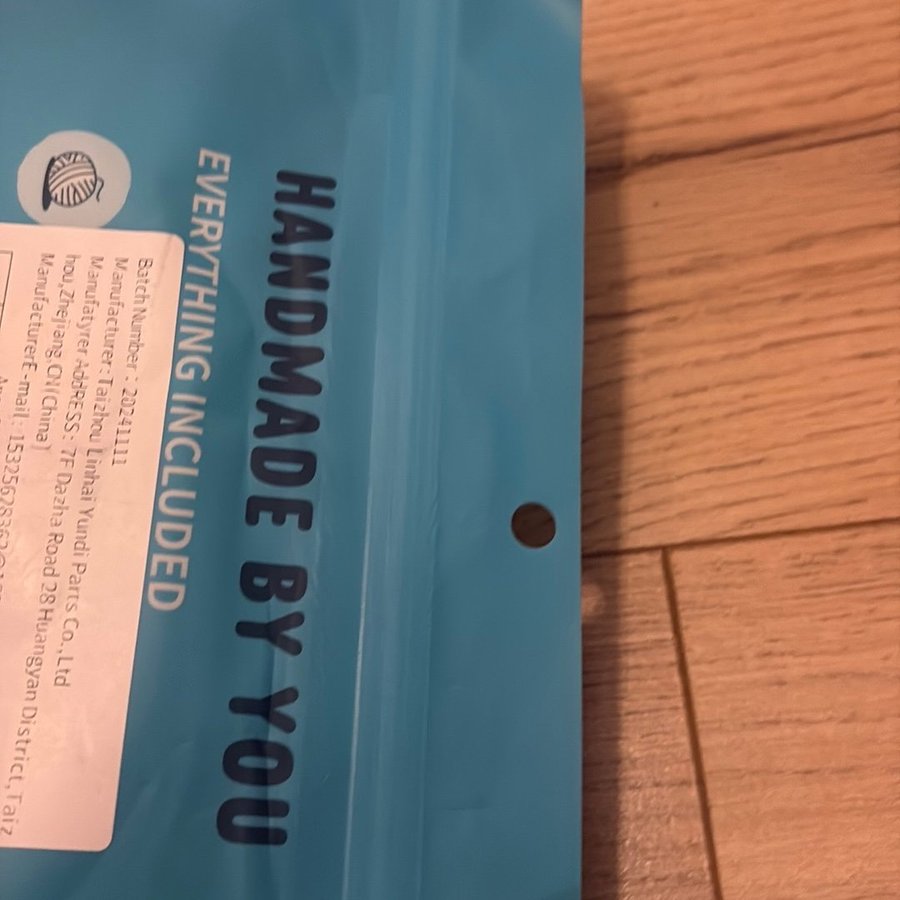 HANDMADE BY YOU
EVERYTHING INCLUDED
Batch Number : 20241111
Manufacturer : Taizhou Linhai Yundi Parts Co., Ltd
Manufatyrer AddRESS : 7F Dazha Road 28 Huangyan District, Taiz
hou, Zhejiang, CN ( China )
ManufacturerE-mail : 15325628362@